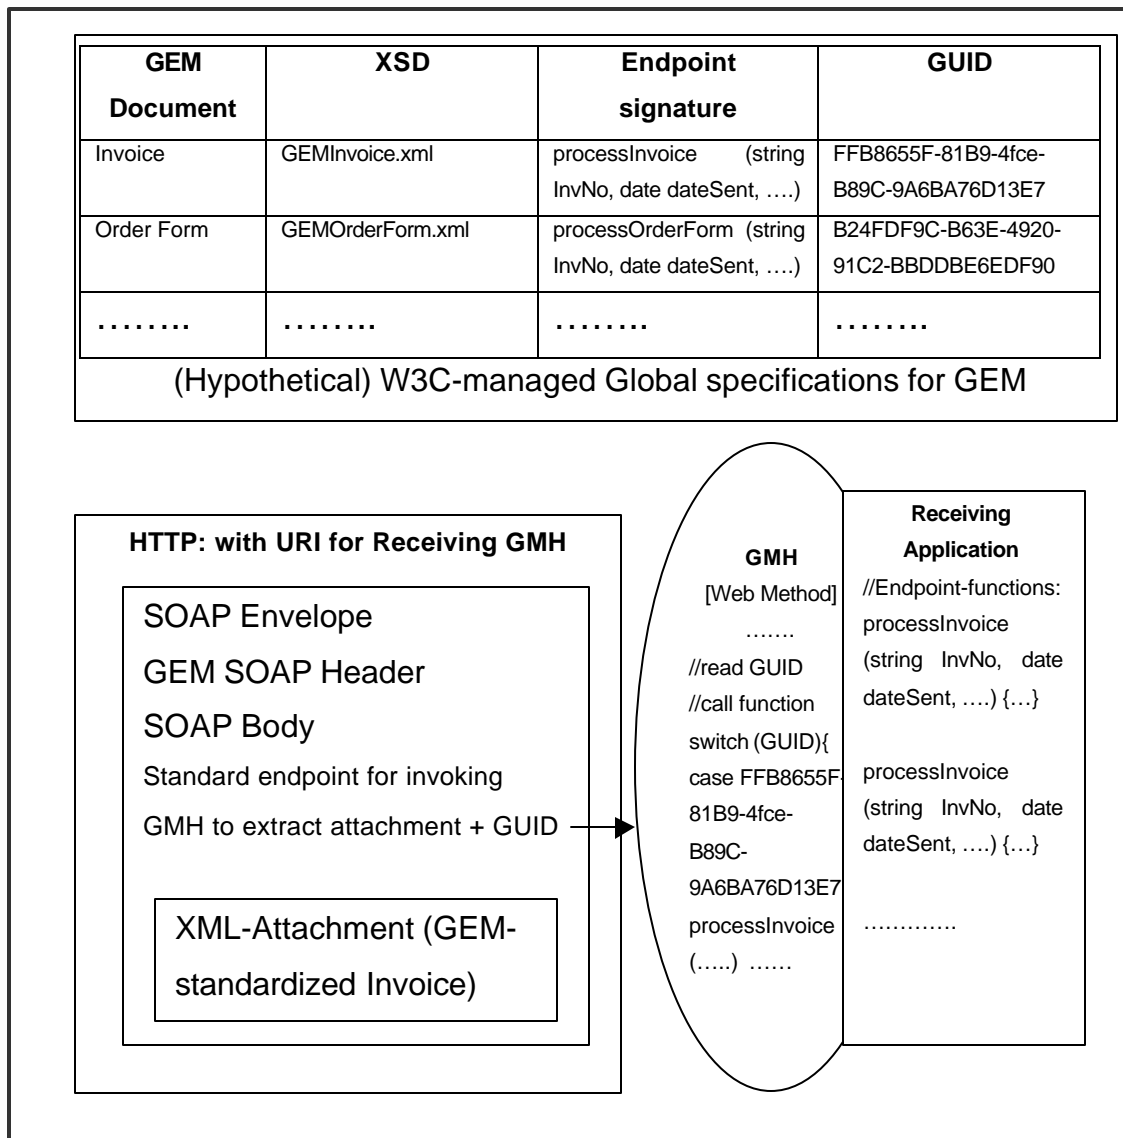 GEM
Document
XSD
Endpoint
signature
GUID
Invoice
GEMInvoice.xml
processInvoice (string
InvNo, date dateSent, ….)
FFB8655F-81B9-4fce-
B89C-9A6BA76D13E7
Order Form
GEMOrderForm.xml
processOrderForm (string
InvNo, date dateSent, ….)
B24FDF9C-B63E-4920-
91C2-BBDDBE6EDF90
…….. …….. …….. ……..
(Hypothetical) W3C-managed Global specifications for GEM
HTTP: with URI for Receiving GMH
SOAP Envelope
GEM SOAP Header
SOAP Body
Standard endpoint for invoking
GMH to extract attachment + GUID
XML-Attachment (GEM-
standardized Invoice)
GMH
[Web Method]
…….
//read GUID
//call function
switch (GUID){
case FFB8655F-
81B9-4fce-
B89C-
9A6BA76D13E7
processInvoice
(…..) ……
Receiving
Application
//Endpoint-functions:
processInvoice
(string InvNo, date
dateSent, ….) {…}
processInvoice
(string InvNo, date
dateSent, ….) {…}
………….